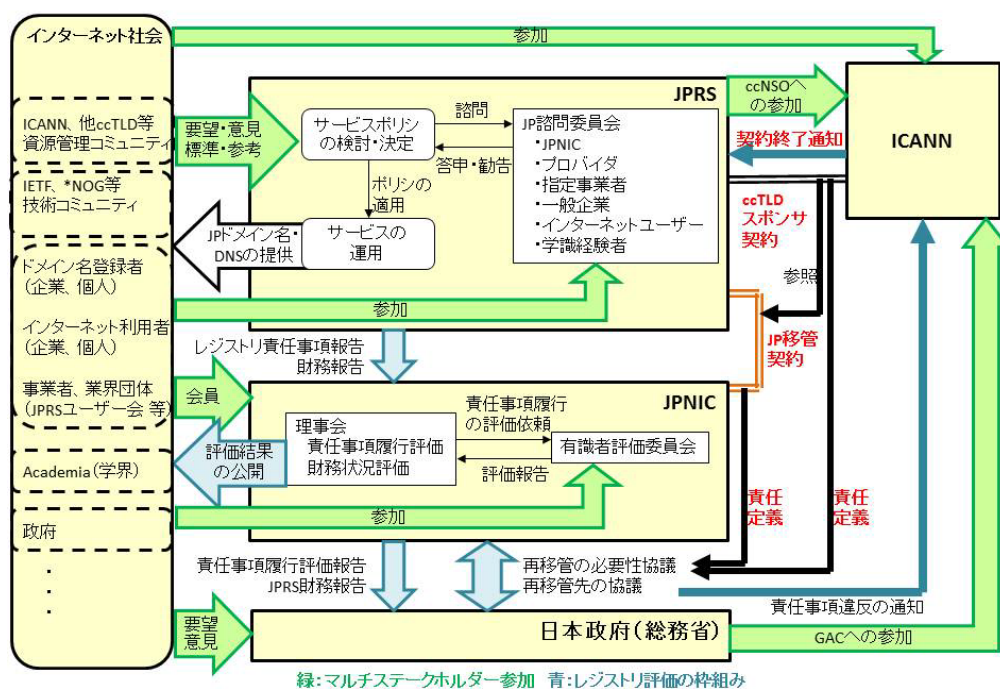 インターネット社会
参加
ICANN、他ccTLD等
資源管理コミュニティ
IETF、*NOG等
技術コミュニティ
ドメイン名登録者
(企業、個人)
インターネット利用者
(企業、個人)
事業者、業界団体
(JPRSユーザー会 等)
Academia(学界)
政府
・
・
・
要望・意見
標準・参考
JPRS
サービスポリシ
の検討・決定
諮問
答申・勧告
JP諮問委員会
・JPNIC
・プロバイダ
・指定事業者
・一般企業
・インターネットユーザー
・学識経験者
ポリシの
適用
サービスの
運用
JPドメイン名・
DNSの提供
参加
ccNSOへ
の参加
契約終了通知
ICANN
ccTLD
スポンサ
契約
参照
JP移管
契約
レジストリ責任事項報告
財務報告
会員
JPNIC
理事会
責任事項履行評価
財務状況評価
責任事項履行
の評価依頼
評価報告
有識者評価委員会
評価結果
の公開
参加
責任
定義
責任
定義
責任事項履行評価報告
JPRS財務報告
再移管の必要性協議
再移管先の協議
責任事項違反の通知
要望
意見
日本政府(総務省)
GACへの参加
緑:マルチステークホルダー参加 青:レジストリ評価の枠組み